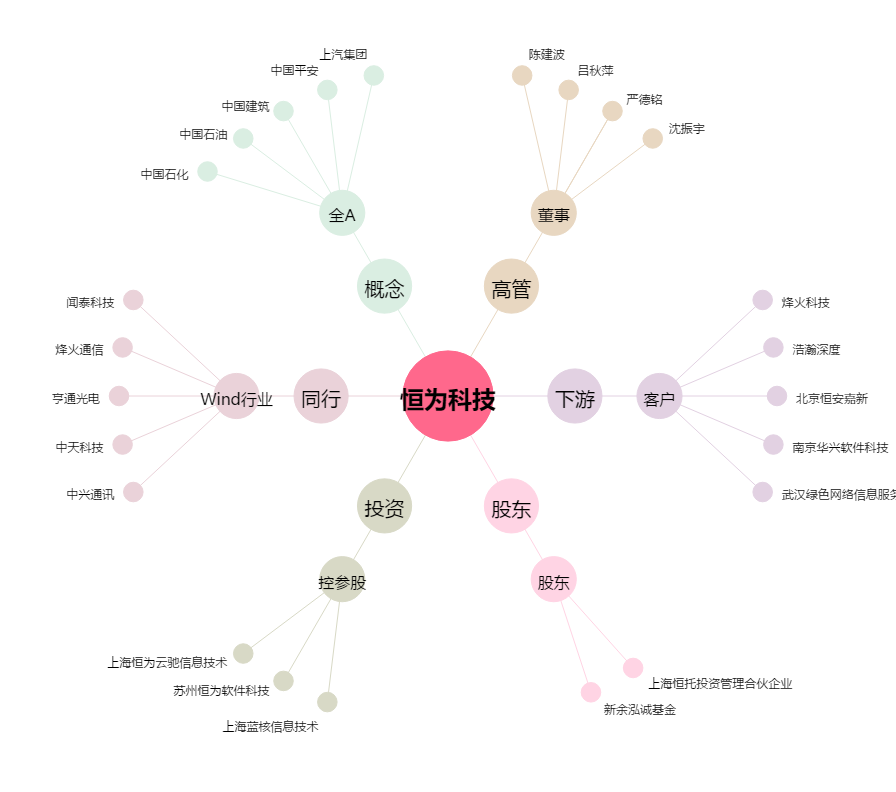 上汽集团
陈建波
中国平安
吕秋萍
中国建筑
严德铭
中国石油
沈振宇
中国石化
全A
董事
概念
高管
闻泰科技
烽火科技
烽火通信
浩瀚深度
亨通光电
Wind行业
同行
恒为科技
下游
客户
北京恒安嘉新
中天科技
南京华兴软件科技
中兴通讯
武汉绿色网络信息服务
投资
股东
控参股
股东
上海恒为云驰信息技术
上海恒托投资管理合伙企业
苏州恒为软件科技
新余泓诚基金
上海蓝核信息技术